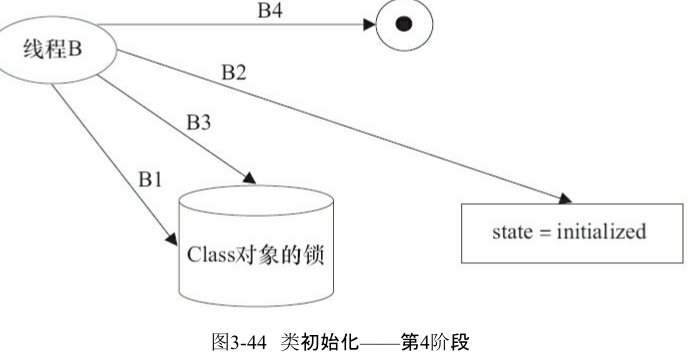 B4
线程B
B2
B3
B1
Class对象的锁
state = initialized
图3-44 类初始化——第4阶段